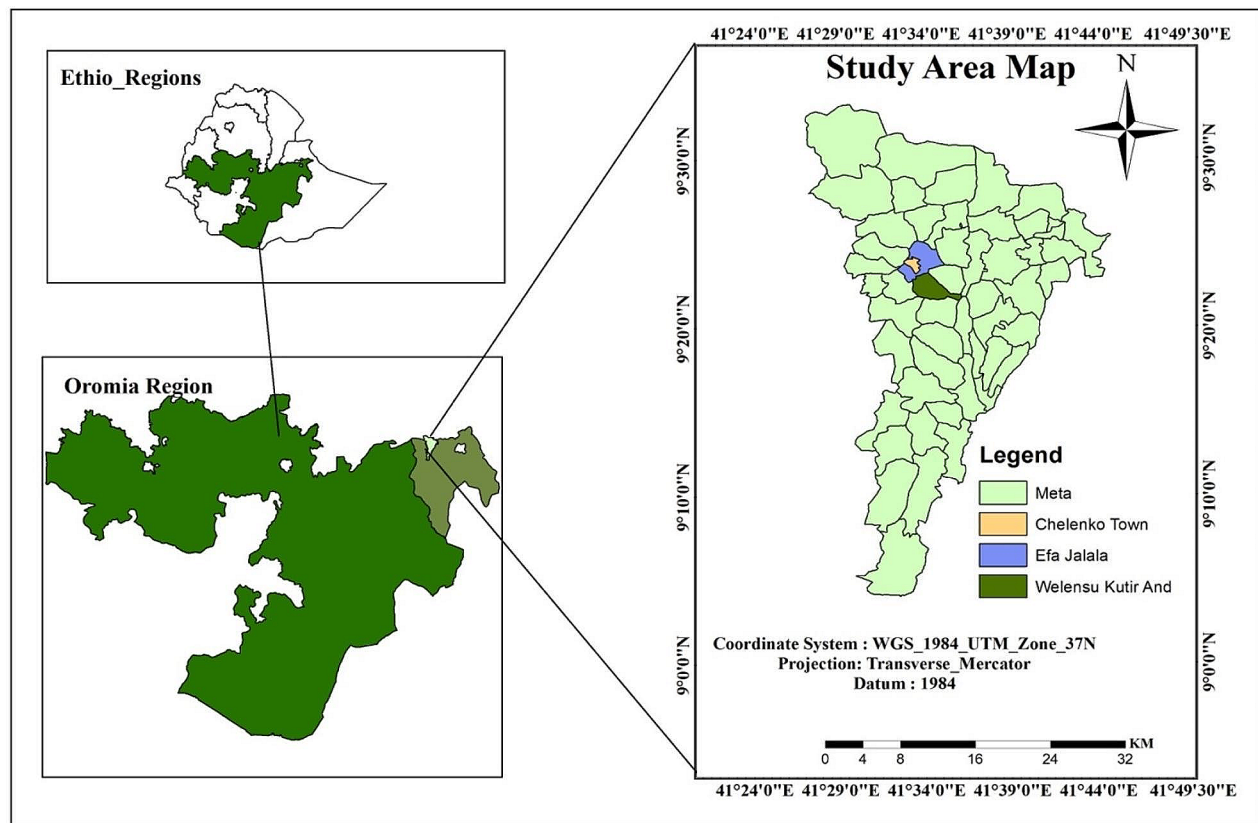 Ethio_Regions
Oromia Region
41°24'0"E 41°29'0"E 41°34'0"E 41°39'0"E 41°44'0"E 41°49'30"E
Study Area Map
N
9°30'0"N
9°20'0"N
9°10'0"N
9°0'0"N
9°30'0"N
9°20'0"N
9°10'0"N
9°0'0"N
Legend
Meta
Chelenko Town
Efa Jalala
Welensu Kutir And
Coordinate System : WGS_1984_UTM_Zone_37N
Projection: Transverse_Mercator
Datum : 1984
KM
0 4 8 16 24 32
41°24'0"E 41°29'0"E 41°34'0"E 41°39'0"E 41°44'0"E 41°49'30"E